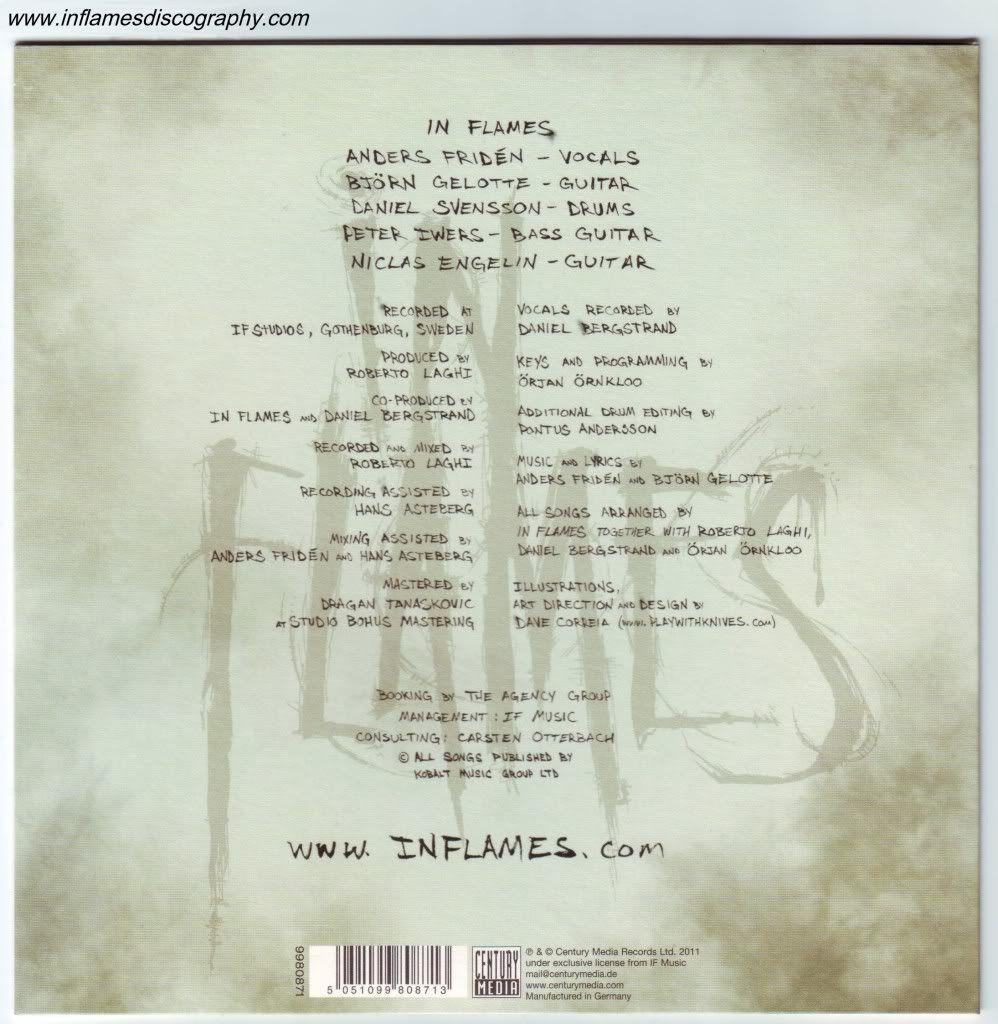 www.inflamesdiscography.com
IN FLAMES
ANDERS FRIDÉN – VOCALS
BJÖRN GELOTTE – GUITAR
DANIEL SVENSSON – DRUMS
PETER IWERS – BASS GUITAR
NICLAS ENGELIN – GUITAR
RECORDED AT
IF STUDIOS, GOTHENBURG, SWEDEN
PRODUCED BY
ROBERTO LAGHI
CO-PRODUCED BY
IN FLAMES AND DANIEL BERGSTRAND
RECORDED AND MIXED BY
ROBERTO LAGHI
RECORDING ASSISTED BY
HANS ASTEBERG
MIXING ASSISTED BY
ANDERS FRIDÉN AND HANS ASTEBERG
MASTERED BY
DRAGAN TANASKOVIC
AT STUDIO BOHUS MASTERING
VOCALS RECORDED BY
DANIEL BERGSTRAND
KEYS AND PROGRAMMING BY
ÖRJAN ÖRNKLOO
ADDITIONAL DRUM EDITING BY
PONTUS ANDERSSON
MUSIC AND LYRICS BY
ANDERS FRIDÉN AND BJÖRN GELOTTE
ALL SONGS ARRANGED BY
IN FLAMES TOGETHER WITH ROBERTO LAGHI,
DANIEL BERGSTRAND AND ÖRJAN ÖRNKLOO
ILLUSTRATIONS,
ART DIRECTION AND DESIGN BY
DAVE CORREIA (WWW.PLAYWITHKNIVES.COM)
IN
FLAMES
BOOKING BY THE AGENCY GROUP
MANAGEMENT: IF MUSIC
CONSULTING: CARSTEN OTTERBACH
© ALL SONGS PUBLISHED BY
KOBALT MUSIC GROUP LTD
WWW.INFLAMES.COM
9980871
5 051099 808713
CENTURY
MEDIA
℗ & © Century Media Records Ltd. 2011
under exclusive license from IF Music
mail@centurymedia.de
www.centurymedia.com
Manufactured in Germany